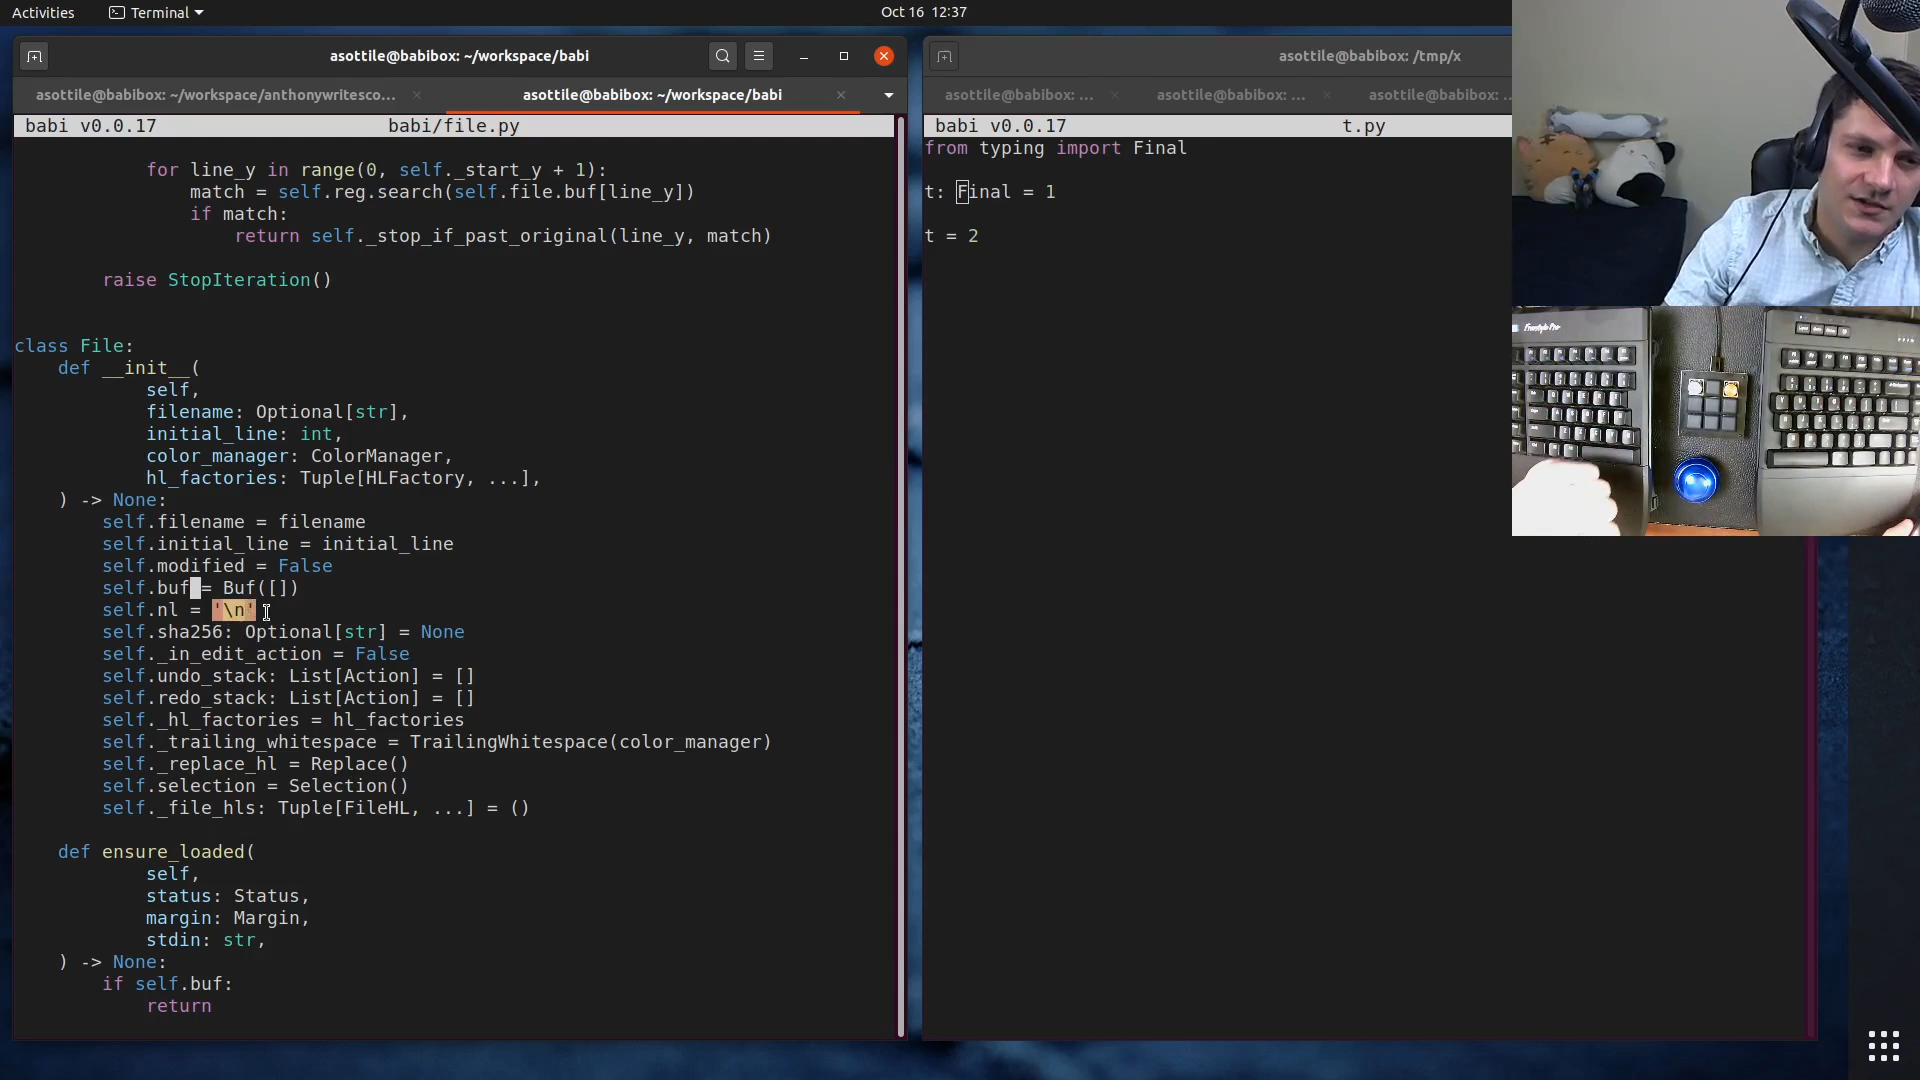 Activities
Terminal
Oct 16 12:37
asottile@babibox: ~/workspace/babi
asottile@babibox: ~/workspace/anthonywritesco...
asottile@babibox: ~/workspace/babi
babi v0.0.17
babi/file.py
for line_y in range(0, self._start_y + 1):
match = self.reg.search(self.file.buf[line_y])
if match:
return self._stop_if_past_original(line_y, match)
raise StopIteration()
class File:
def __init__(
self,
filename: Optional[str],
initial_line: int,
color_manager: ColorManager,
hl_factories: Tuple[HLFactory, ...],
) -> None:
self.filename = filename
self.initial_line = initial_line
self.modified = False
self.buf = Buf([])
self.nl = '\n'
self.sha256: Optional[str] = None
self._in_edit_action = False
self.undo_stack: List[Action] = []
self.redo_stack: List[Action] = []
self._hl_factories = hl_factories
self._trailing_whitespace = TrailingWhitespace(color_manager)
self._replace_hl = Replace()
self.selection = Selection()
self._file_hls: Tuple[FileHL, ...] = ()
def ensure_loaded(
self,
status: Status,
margin: Margin,
stdin: str,
) -> None:
if self.buf:
return
asottile@babibox: /tmp/x
asottile@babibox: ...
asottile@babibox: ...
asottile@babibox: ...
babi v0.0.17
t.py
from typing import Final
t: Final = 1
t = 2
Freestyle Pro